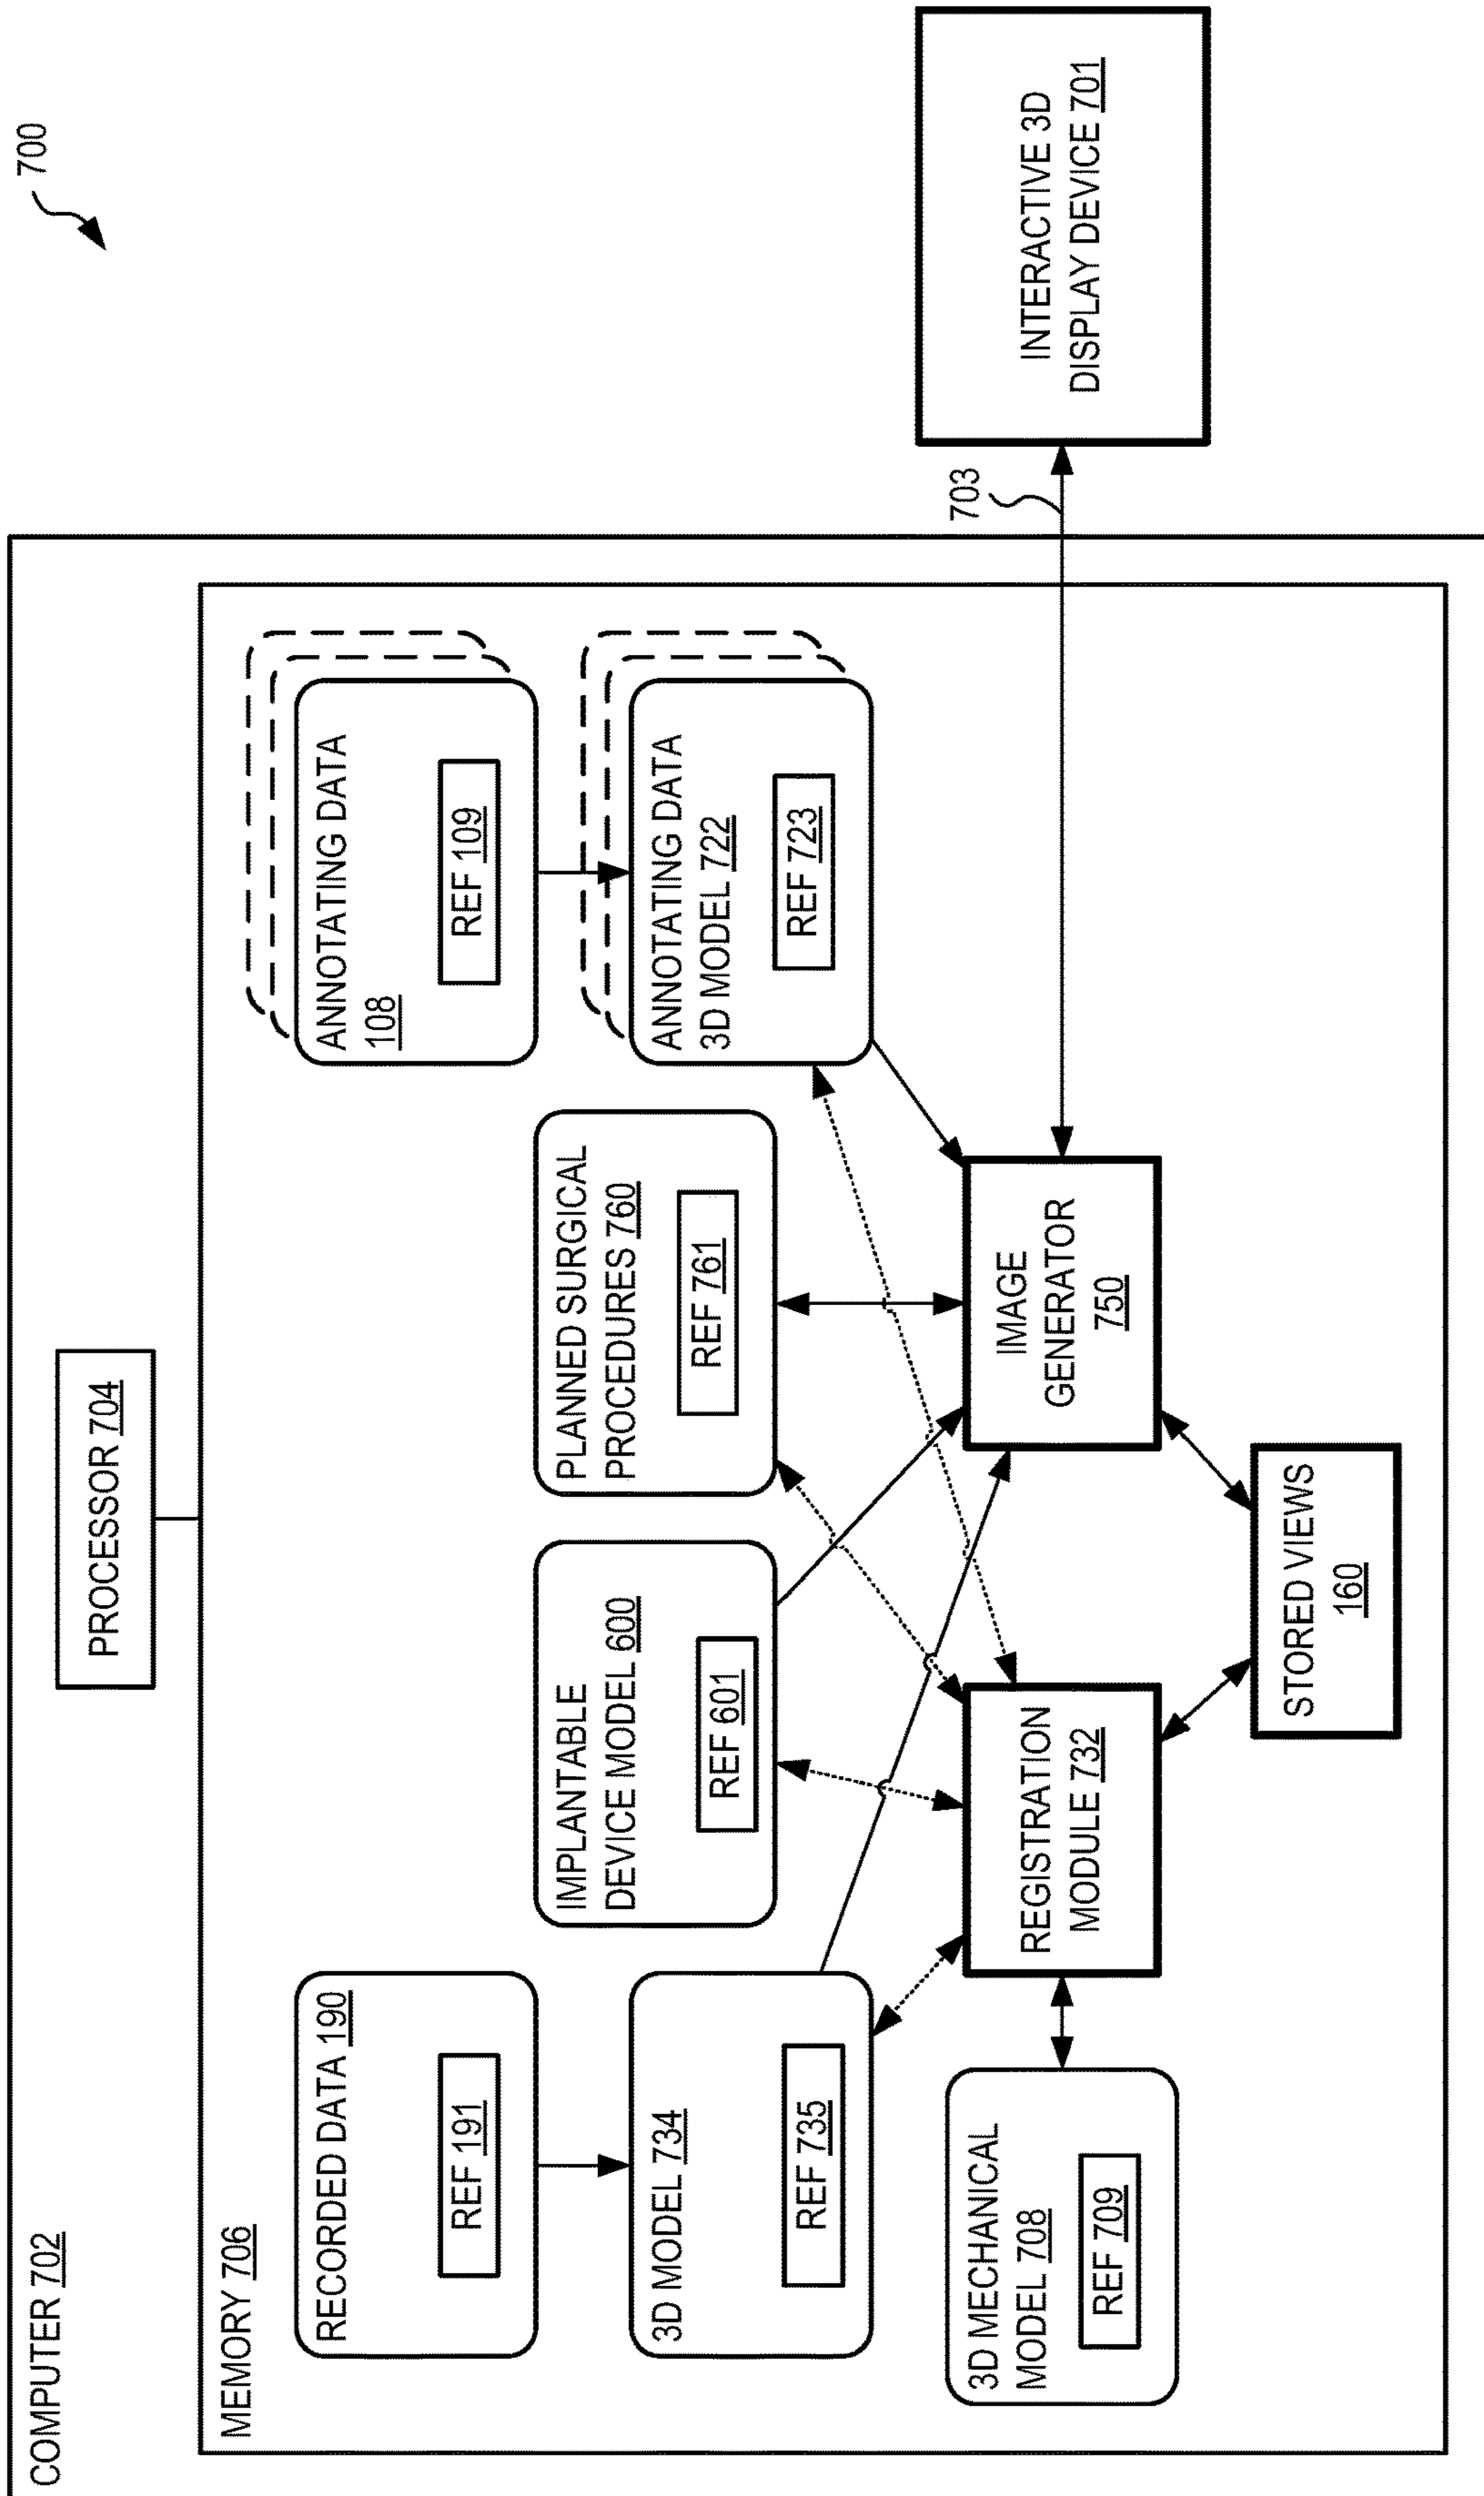 700
COMPUTER 702
PROCESSOR 704
MEMORY 706
RECORDED DATA 190
REF 191
ANNOTATING DATA
108
REF 109
3D MODEL 734
REF 735
IMPLANTABLE
DEVICE MODEL 600
REF 601
PLANNED SURGICAL
PROCEDURES 760
REF 761
ANNOTATING DATA
3D MODEL 722
REF 723
3D MECHANICAL
MODEL 708
REF 709
REGISTRATION
MODULE 732
IMAGE
GENERATOR
750
703
INTERACTIVE 3D
DISPLAY DEVICE 701
STORED VIEWS
160